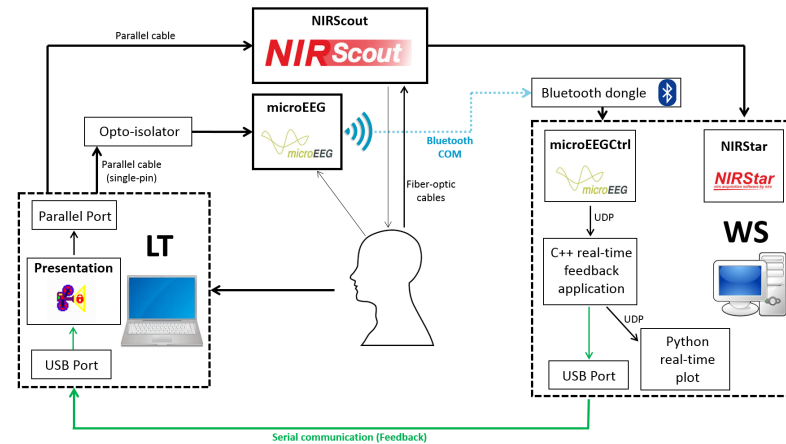 NIRScout
NIRScout
Parallel cable
microEEG
microEEG
Opto-isolator
Bluetooth dongle
Bluetooth
COM
Parallel cable
(single-pin)
Fiber-optic
cables
microEEGCtrl
microEEG
NIRStar
NIRStar
UDP
Parallel Port
LT
Presentation
USB Port
WS
C++ real-time
feedback
application
UDP
Python
real-time
plot
USB Port
Serial communication (Feedback)